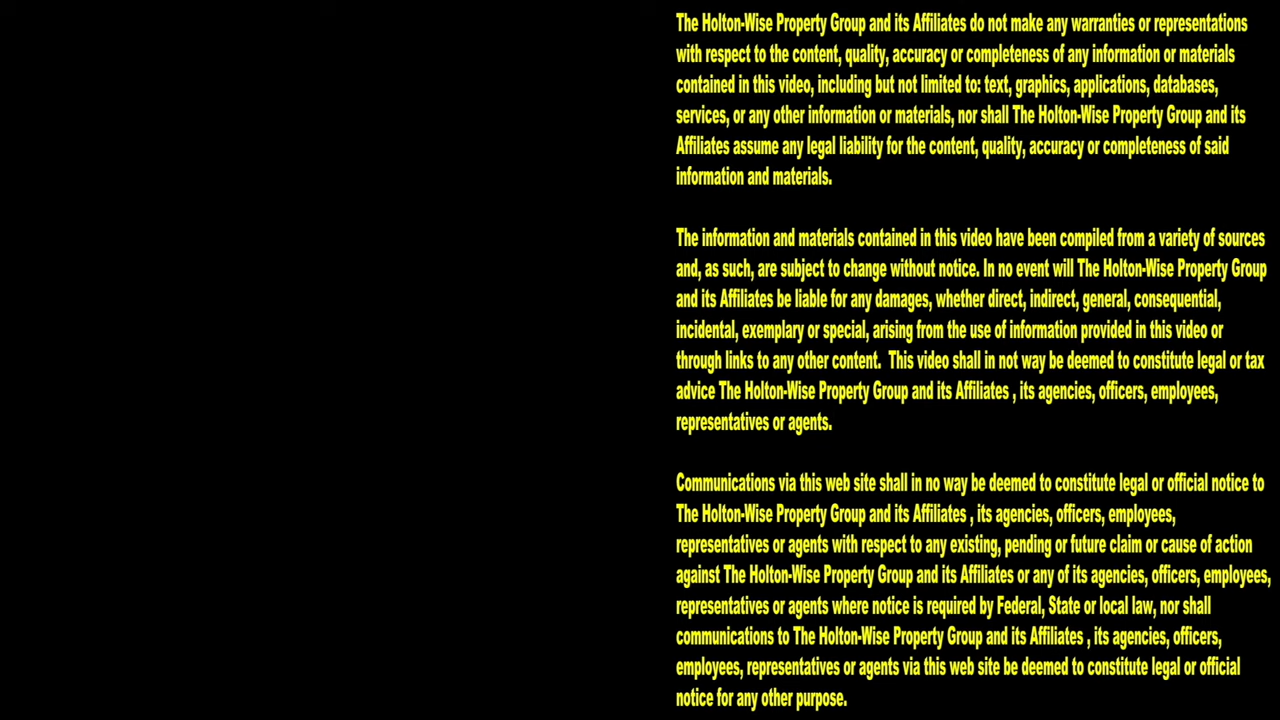 The Holton-Wise Property Group and its Affiliates do not make any warranties or representations
with respect to the content, quality, accuracy or completeness of any information or materials
contained in this video, including but not limited to: text, graphics, applications, databases,
services, or any other information or materials, nor shall The Holton-Wise Property Group and its
Affiliates assume any legal liability for the content, quality, accuracy or completeness of said
information and materials.
The information and materials contained in this video have been compiled from a variety of sources
and, as such, are subject to change without notice. In no event will The Holton-Wise Property Group
and its Affiliates be liable for any damages, whether direct, indirect, general, consequential,
incidental, exemplary or special, arising from the use of information provided in this video or
through links to any other content.  This video shall in not way be deemed to constitute legal or tax
advice The Holton-Wise Property Group and its Affiliates , its agencies, officers, employees,
representatives or agents.
Communications via this web site shall in no way be deemed to constitute legal or official notice to
The Holton-Wise Property Group and its Affiliates , its agencies, officers, employees,
representatives or agents with respect to any existing, pending or future claim or cause of action
against The Holton-Wise Property Group and its Affiliates or any of its agencies, officers, employees,
representatives or agents where notice is required by Federal, State or local law, nor shall
communications to The Holton-Wise Property Group and its Affiliates , its agencies, officers,
employees, representatives or agents via this web site be deemed to constitute legal or official
notice for any other purpose.